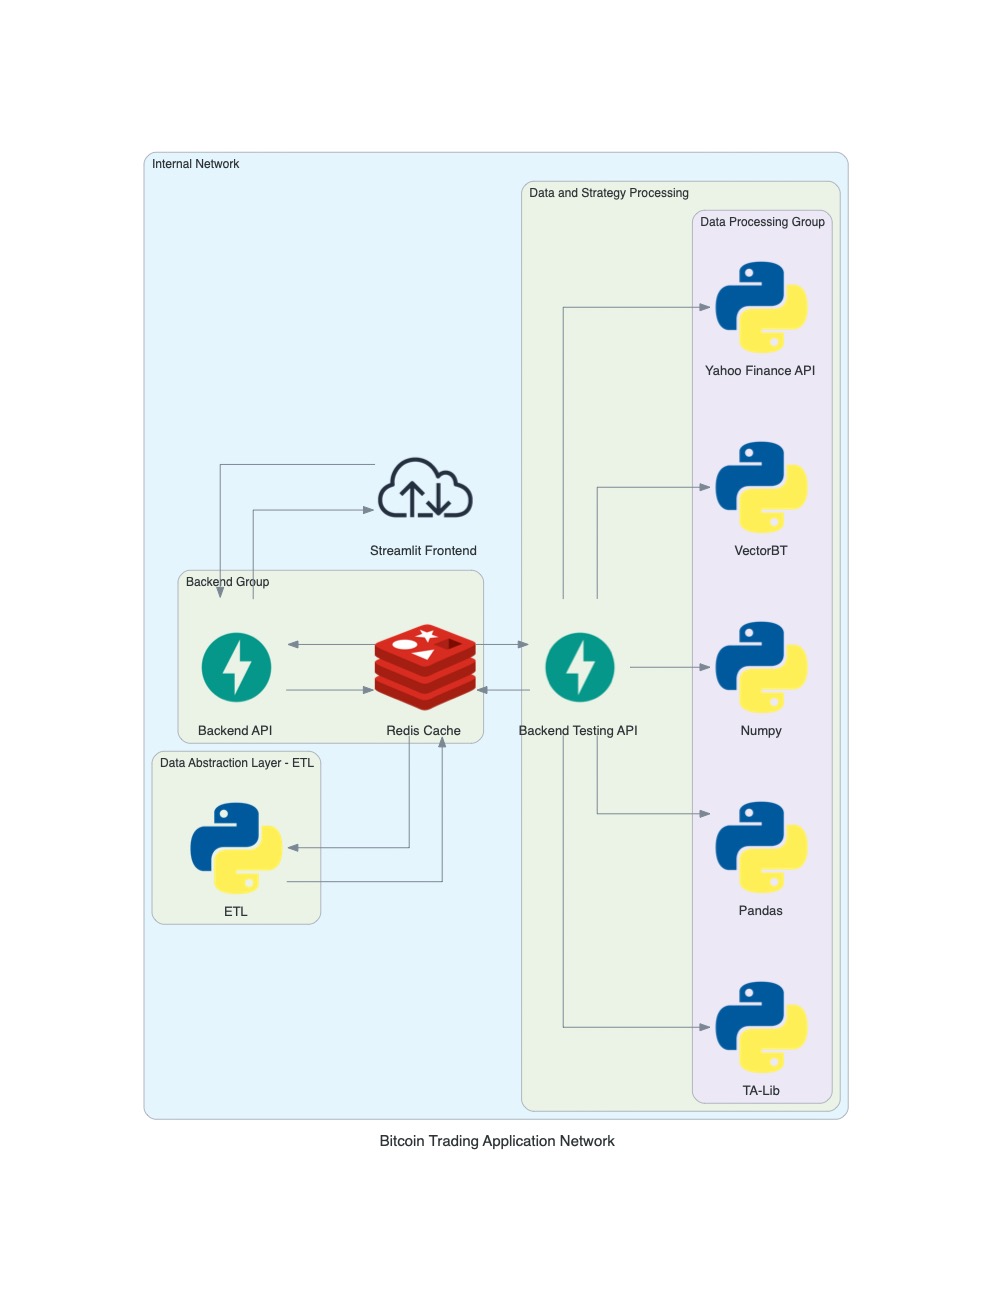 Internal Network
Data and Strategy Processing
Data Processing Group
Yahoo Finance API
VectorBT
Streamlit Frontend
Backend Group
Backend API
Redis Cache
Backend Testing API
Numpy
Data Abstraction Layer - ETL
ETL
Pandas
TA-Lib
Bitcoin Trading Application Network